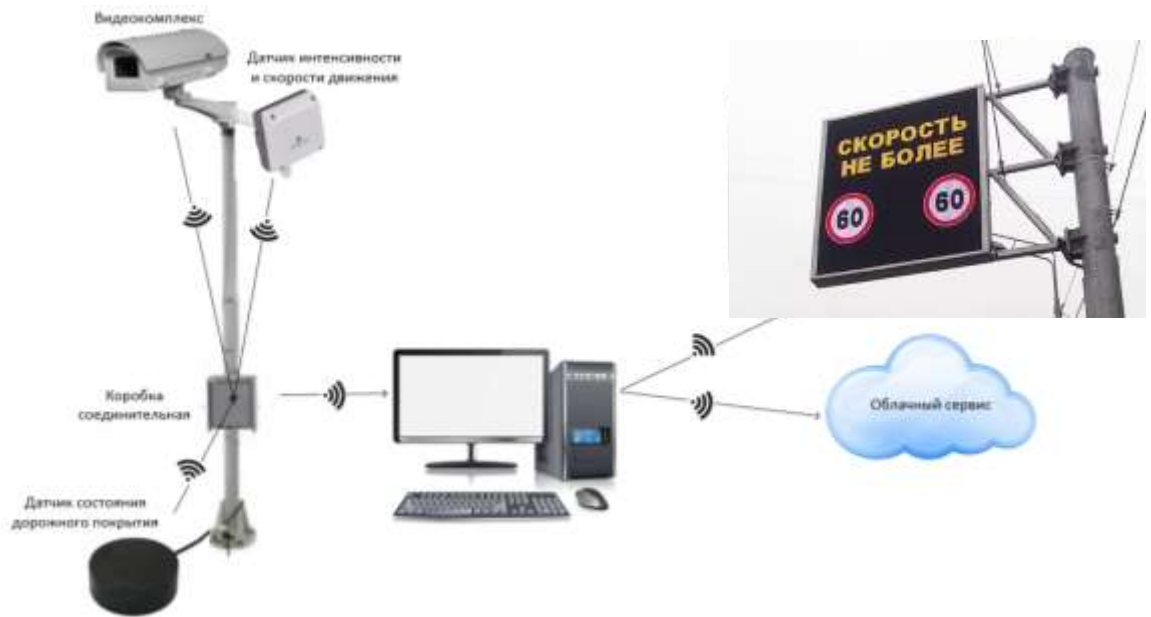 Видеокомплекс
Датчик интенсивности
и скорости движения
СКОРОСТЬ
НЕ БОЛЕЕ
60
60
Коробка
соединительная
Облачный сервис
Датчик состояния
дорожного покрытия